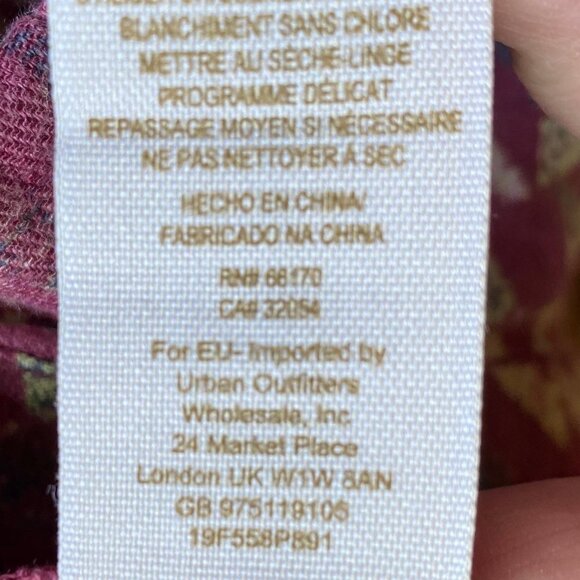 BLANCHIMENT SANS CHLORE
METTRE AU SÉCHE-LINGE
PROGRAMME DÉLICAT
REPASSAGE MOYEN SI NÉCESSAIRE
NE PAS NETTOYER À SEC
HECHO EN CHINA/
FABRICADO NA CHINA
RN# 66170
CA# 32054
For EU- Imported by
Urban Outfitters
Wholesale, Inc
24 Market Place
London UK W1W 8AN
GB 975119106
19F558P891